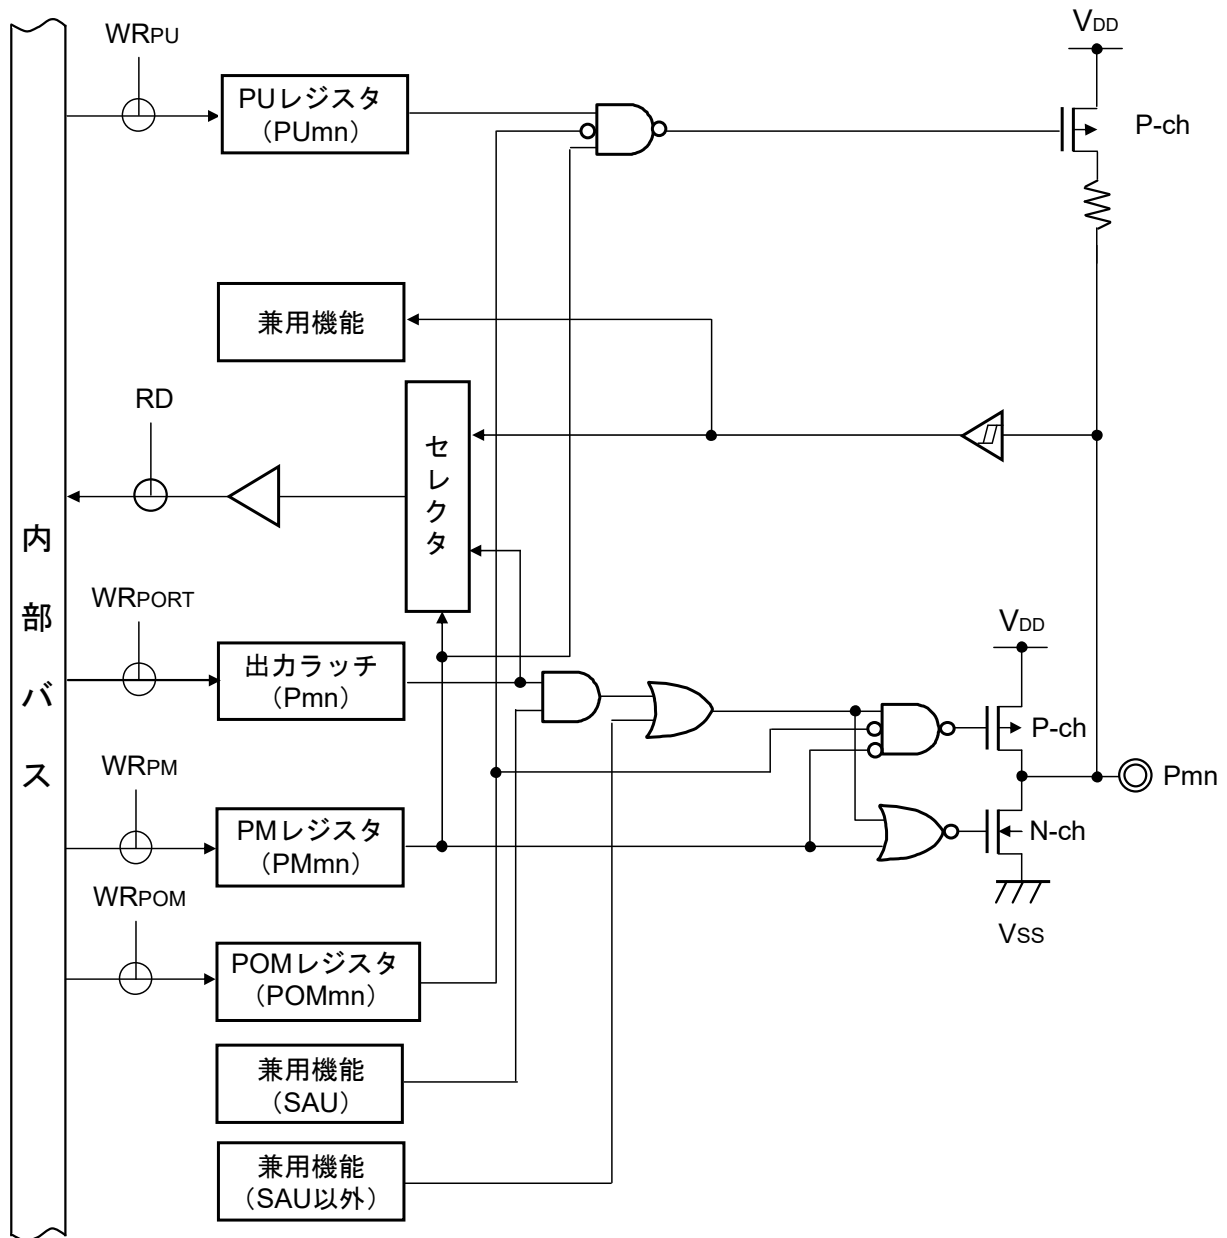 WRPU
VDD
PUレジスタ
（PUmn）
P-ch
兼用機能
RD
セレクタ
内部バス
WRPORT
出力ラッチ
（Pmn）
VDD
P-ch
WRPM
Pmn
PMレジスタ
（PMmn）
N-ch
WRPOM
VSS
POMレジスタ
（POMmn）
兼用機能
（SAU）
兼用機能
（SAU以外）